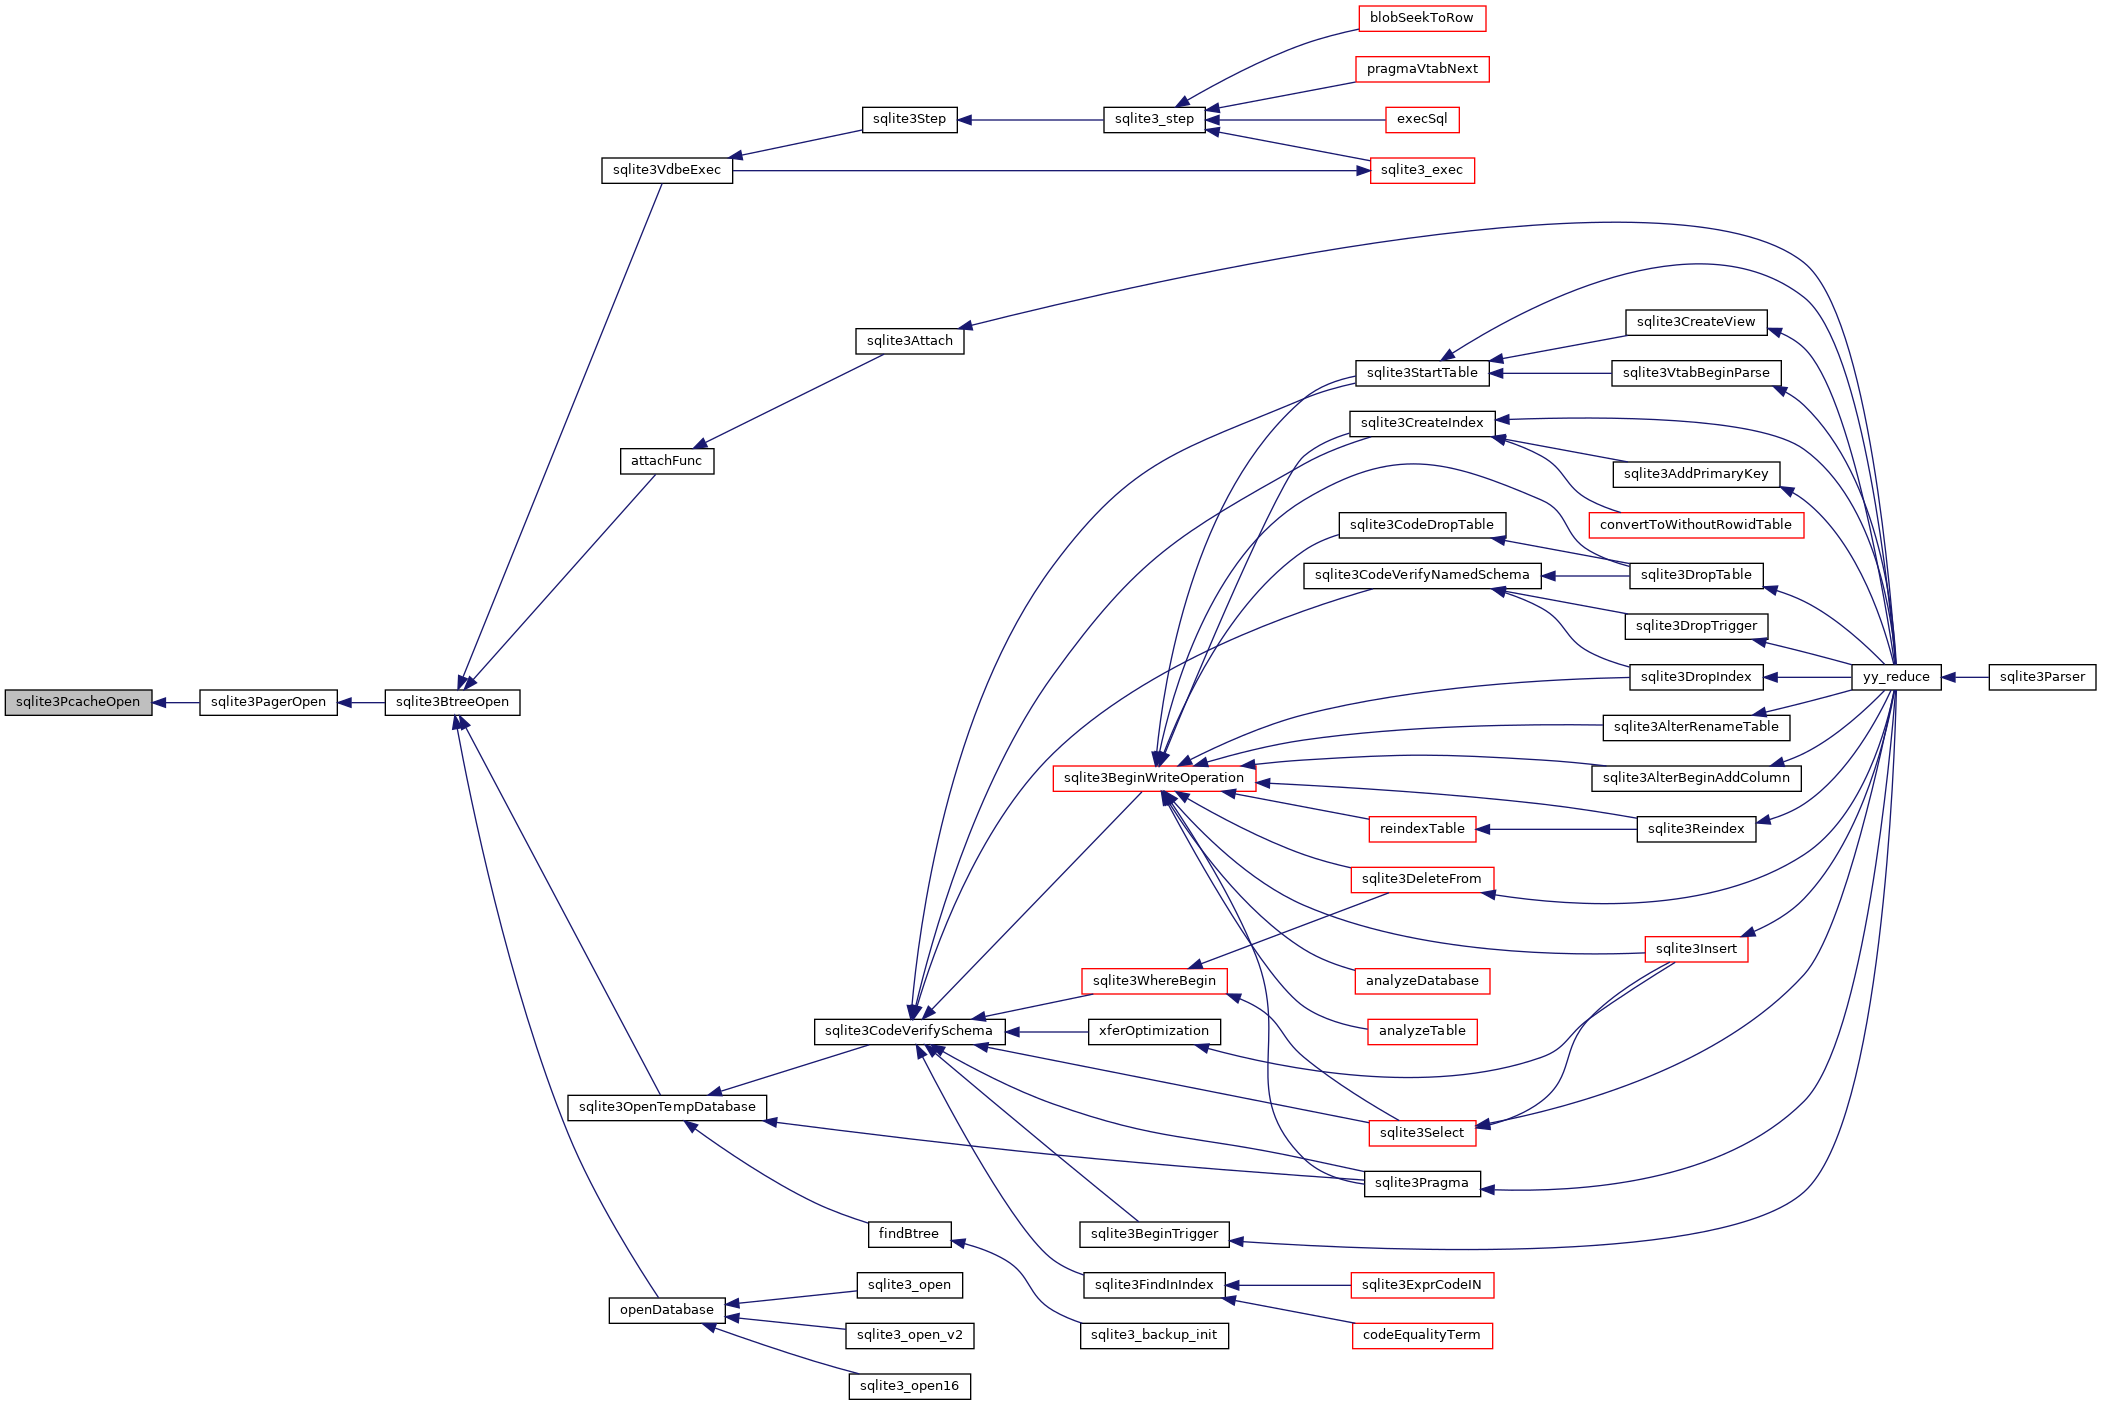 blobSeekToRow
pragmaVtabNext
sqlite3Step
sqlite3_step
execSql
sqlite3VdbeExec
sqlite3_exec
sqlite3CreateView
sqlite3Attach
sqlite3StartTable
sqlite3VtabBeginParse
sqlite3CreateIndex
attachFunc
sqlite3AddPrimaryKey
sqlite3CodeDropTable
convertToWithoutRowidTable
sqlite3CodeVerifyNamedSchema
sqlite3DropTable
sqlite3DropTrigger
sqlite3DropIndex
yy_reduce
sqlite3Parser
sqlite3PcacheOpen
sqlite3PagerOpen
sqlite3BtreeOpen
sqlite3AlterRenameTable
sqlite3BeginWriteOperation
sqlite3AlterBeginAddColumn
reindexTable
sqlite3Reindex
sqlite3DeleteFrom
sqlite3Insert
sqlite3WhereBegin
analyzeDatabase
sqlite3CodeVerifySchema
xferOptimization
analyzeTable
sqlite3OpenTempDatabase
sqlite3Select
sqlite3Pragma
findBtree
sqlite3BeginTrigger
sqlite3_open
sqlite3FindInIndex
sqlite3ExprCodeIN
openDatabase
sqlite3_open_v2
sqlite3_backup_init
codeEqualityTerm
sqlite3_open16